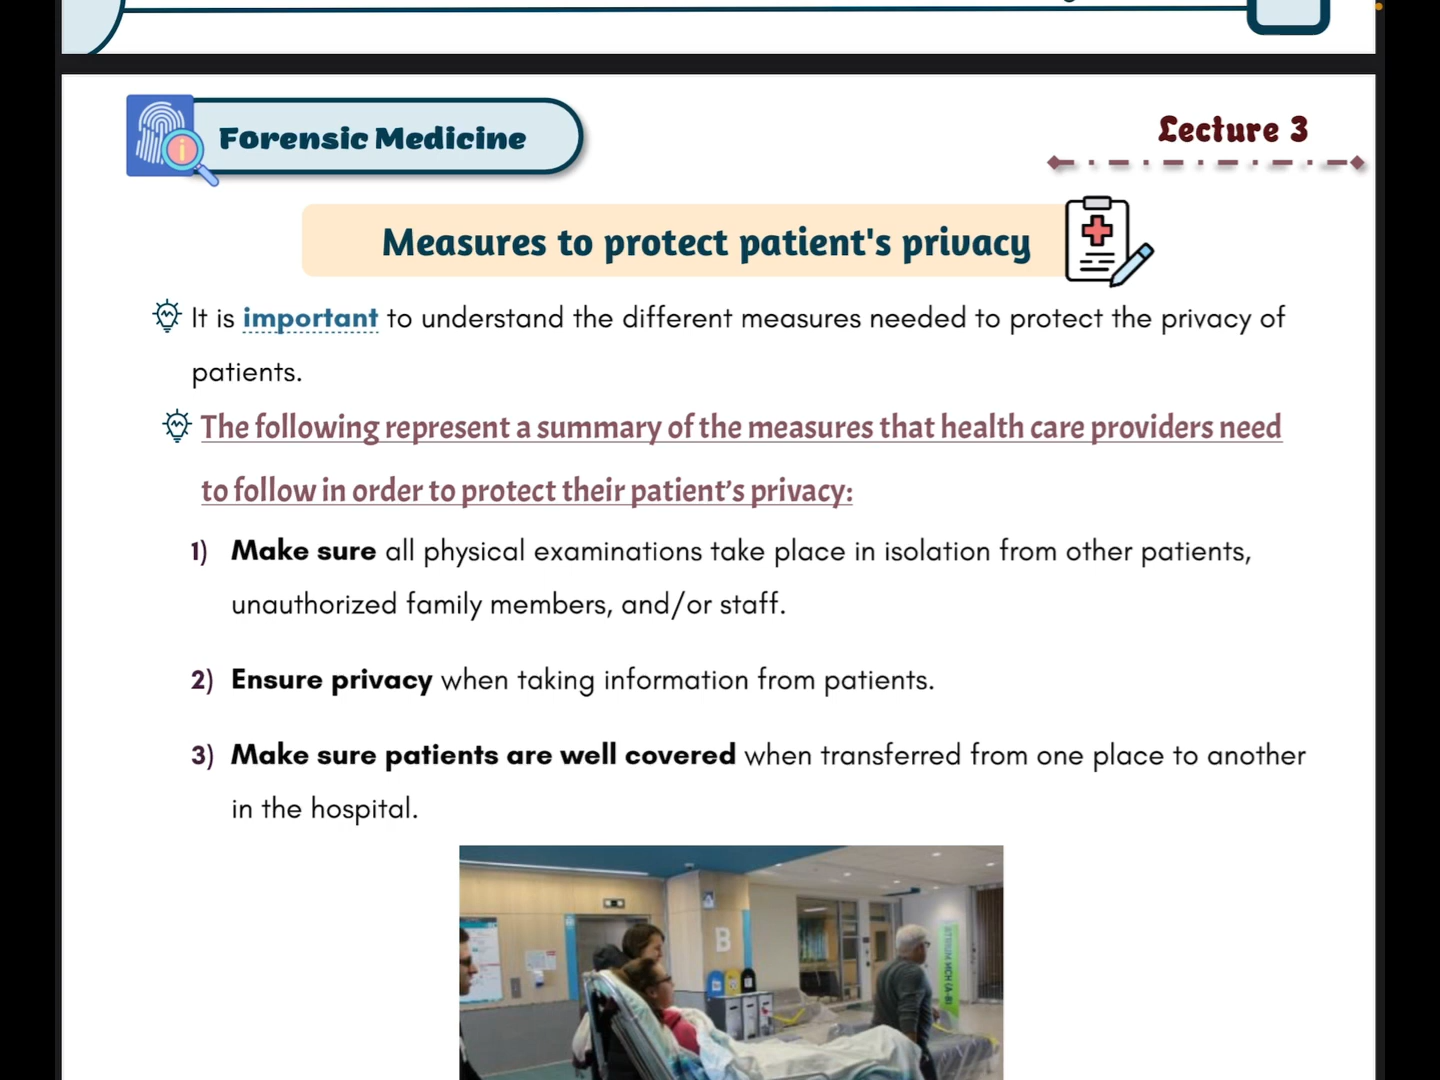 Forensic Medicine
Lecture 3
Measures to protect patient's privacy
It is important to understand the different measures needed to protect the privacy of
patients.
The following represent a summary of the measures that health care providers need
to follow in order to protect their patient's privacy:
1) Make sure all physical examinations take place in isolation from other patients,
unauthorized family members, and/or staff.
2) Ensure privacy when taking information from patients.
3) Make sure patients are well covered when transferred from one place to another
in the hospital.
B